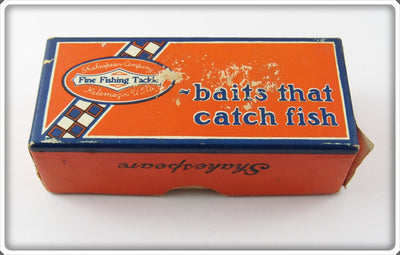 Shakespeare Company
Fine Fishing Tackle
Kalamazoo U.S.A.
~baits that
catch fish
Shakespeare